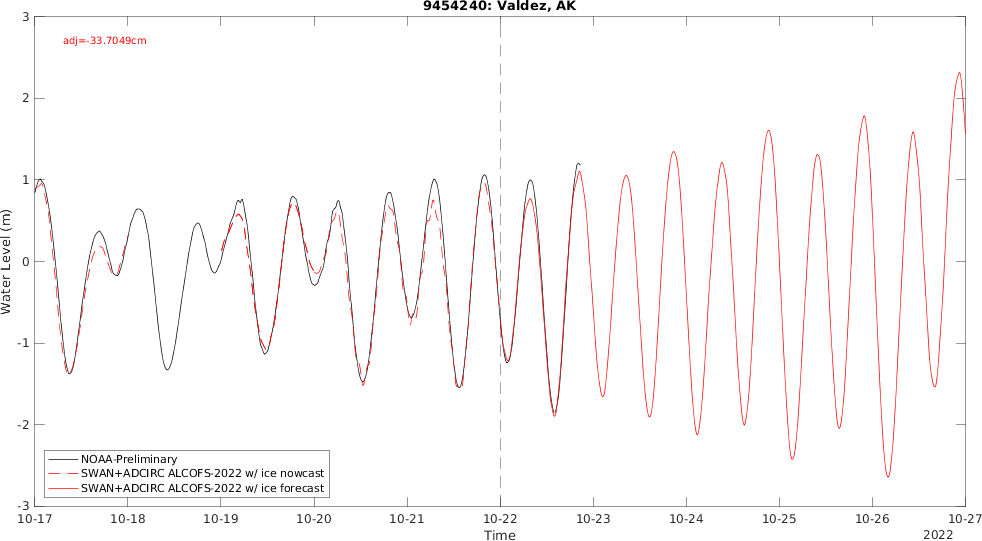 9454240: Valdez, AK
adj=-33.7049cm
3
2
1
0
-1
-2
-3
Water Level (m)
NOAA-Preliminary
SWAN+ADCIRC ALCOFS-2022 w/ ice nowcast
SWAN+ADCIRC ALCOFS-2022 w/ ice forecast
10-17 10-18 10-19 10-20 10-21 10-22 10-23 10-24 10-25 10-26 10-27
Time
2022